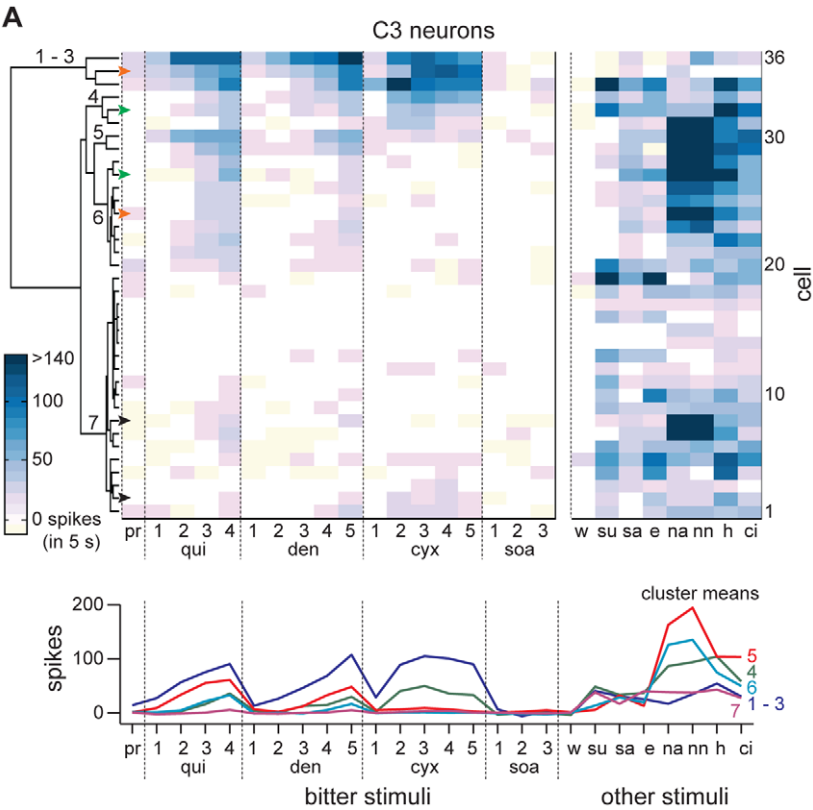 A
C3 neurons
1 - 3
4
5
6
7
36
30
20
10
1
cell
>140
100
50
0 spikes
(in 5 s)
pr 1 2 3 4 1 2 3 4 5 1 2 3 4 5 1 2 3 w su sa e na nn h ci
qui den cyx soa
cluster means
200
100
0
spikes
5
4
6
1 - 3
7
pr 1 2 3 4 1 2 3 4 5 1 2 3 4 5 1 2 3 w su sa e na nn h ci
qui den cyx soa
bitter stimuli other stimuli